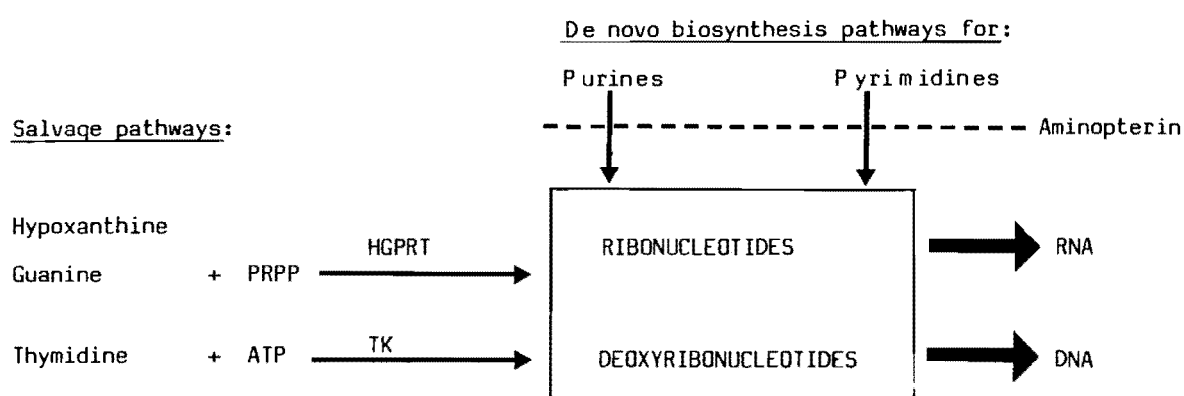 De novo biosynthesis pathways for:
Purines Pyrimidines
Salvage pathways: Aminopterin
Hypoxanthine
HGPRT RIBONUCLEOTIDES RNA
Guanine + PRPP
Thymidine + ATP TK DEOXYRIBONUCLEOTIDES DNA